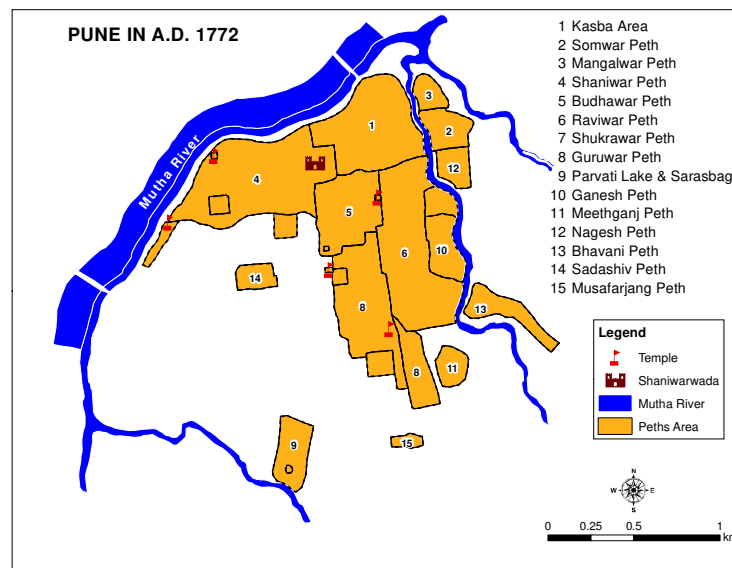 PUNE IN A.D. 1772
1 Kasba Area
2 Somwar Peth
3 Mangalwar Peth
4 Shaniwar Peth
5 Budhawar Peth
6 Raviwar Peth
7 Shukrawar Peth
8 Guruwar Peth
9 Parvati Lake & Sarasbag
10 Ganesh Peth
11 Meethganj Peth
12 Nagesh Peth
13 Bhavani Peth
14 Sadashiv Peth
15 Musafarjang Peth
Mutha River
3
1
2
12
4
5
6
10
14
8
13
8
11
9
15
Legend
Temple
Shaniwarwada
Mutha River
Peths Area
N
W E
S
0 0.25 0.5 1
km